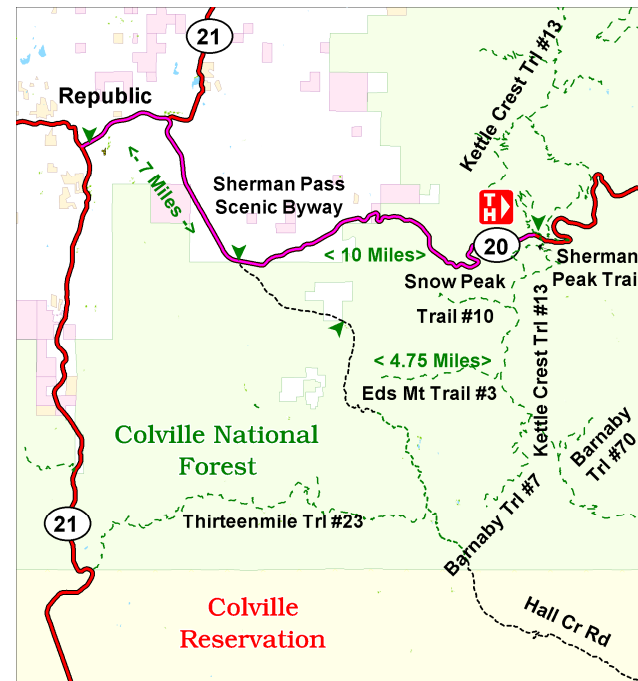 21
Kettle Crest Trl #13
Republic
<- 7 Miles ->
Sherman Pass
Scenic Byway
T
H
20
< 10 Miles>
Sherman
Peak Trai
Snow Peak
Trail #10
Kettle Crest Trl #13
< 4.75 Miles>
Eds Mt Trail #3
Barnaby
Trl #70
Colville National
Forest
Barnaby Trl #7
21
Thirteenmile Trl #23
Colville
Reservation
Hall Cr Rd